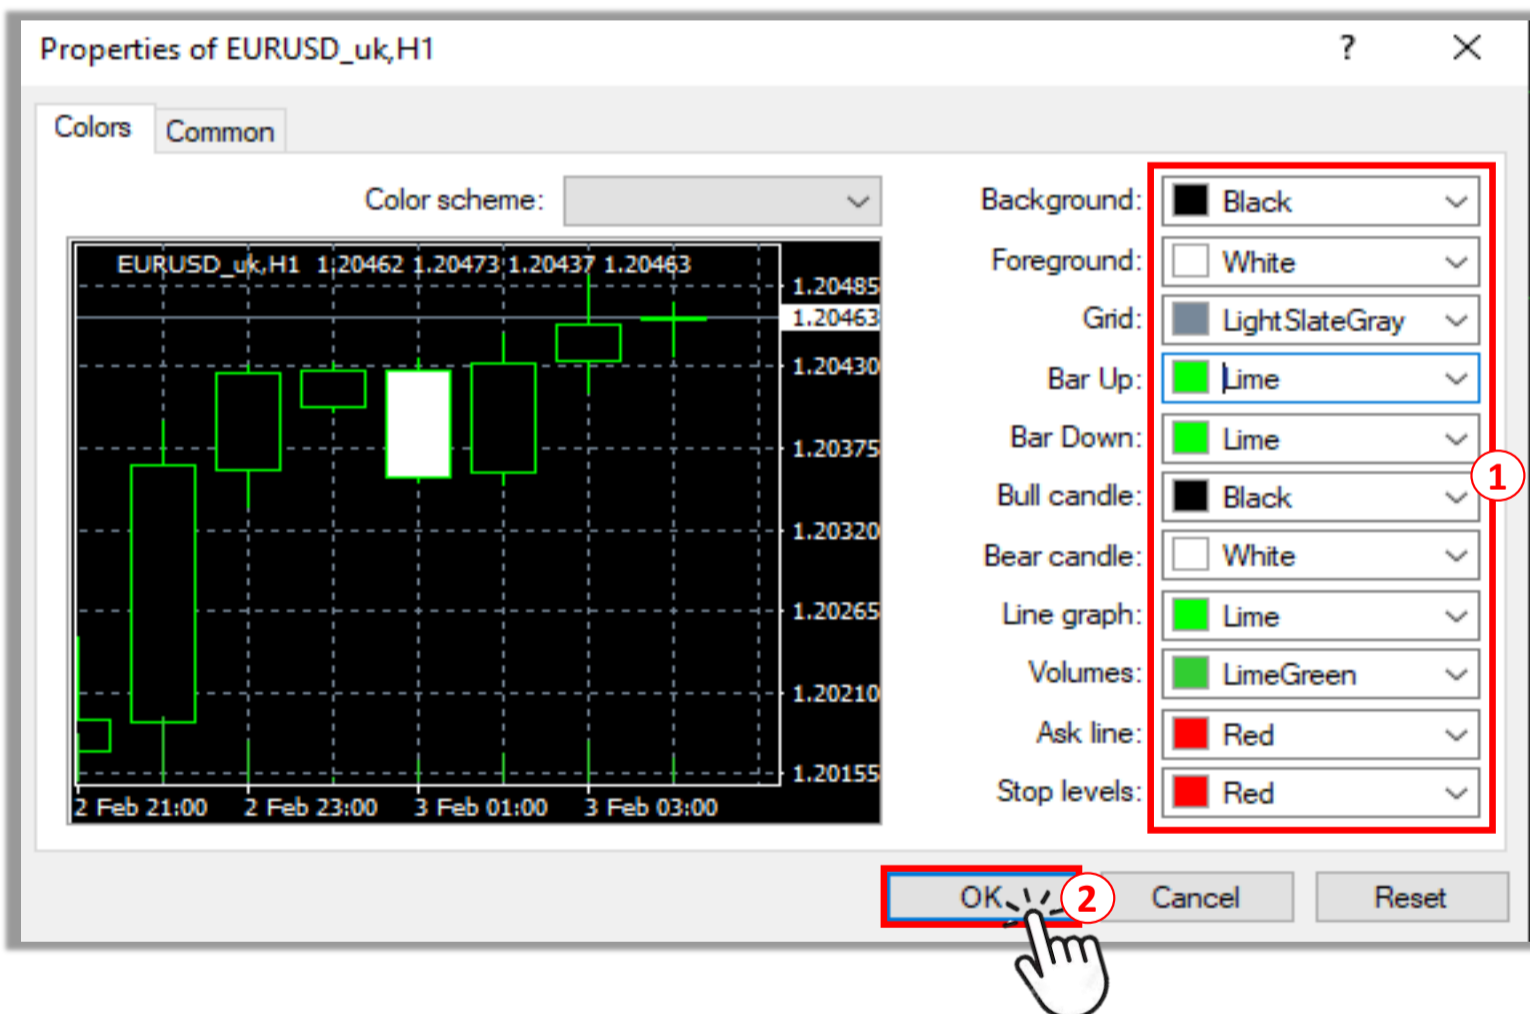 Properties of EURUSD_uk,H1
?
Colors
Common
Color scheme:
EURUSD_uk,H1 1.20462 1.20473 1.20437 1.20463
1.20485
1.20463
1.20430
1.20375
1.20320
1.20265
1.20210
1.20155
2 Feb 21:00 2 Feb 23:00 3 Feb 01:00 3 Feb 03:00
Background: Black
Foreground: White
Grid: LightSlateGray
Bar Up: Lime
Bar Down: Lime
1
Bull candle: Black
Bear candle: White
Line graph: Lime
Volumes: LimeGreen
Ask line: Red
Stop levels: Red
OK 2 Cancel Reset